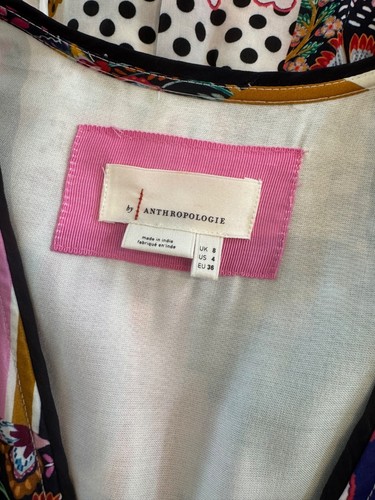 by ANTHROPOLOGIE
made in india
fabriqué en Inde
UK 8
US 4
EU 36